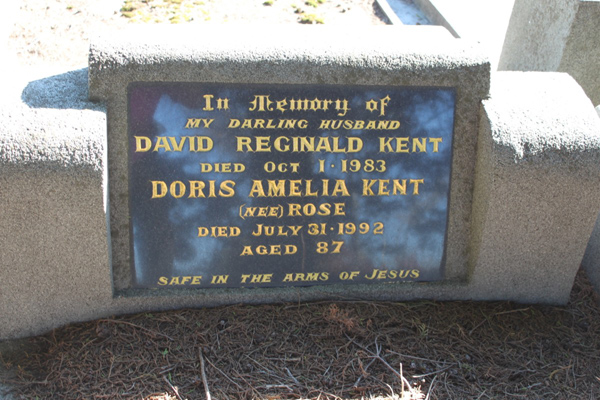 In Memory of
MY DARLING HUSBAND
DAVID REGINALD KENT
DIED OCT 1·1983
DORIS AMELIA KENT
(NEE) ROSE
DIED JULY 31·1992
AGED 87
SAFE IN THE ARMS OF JESUS